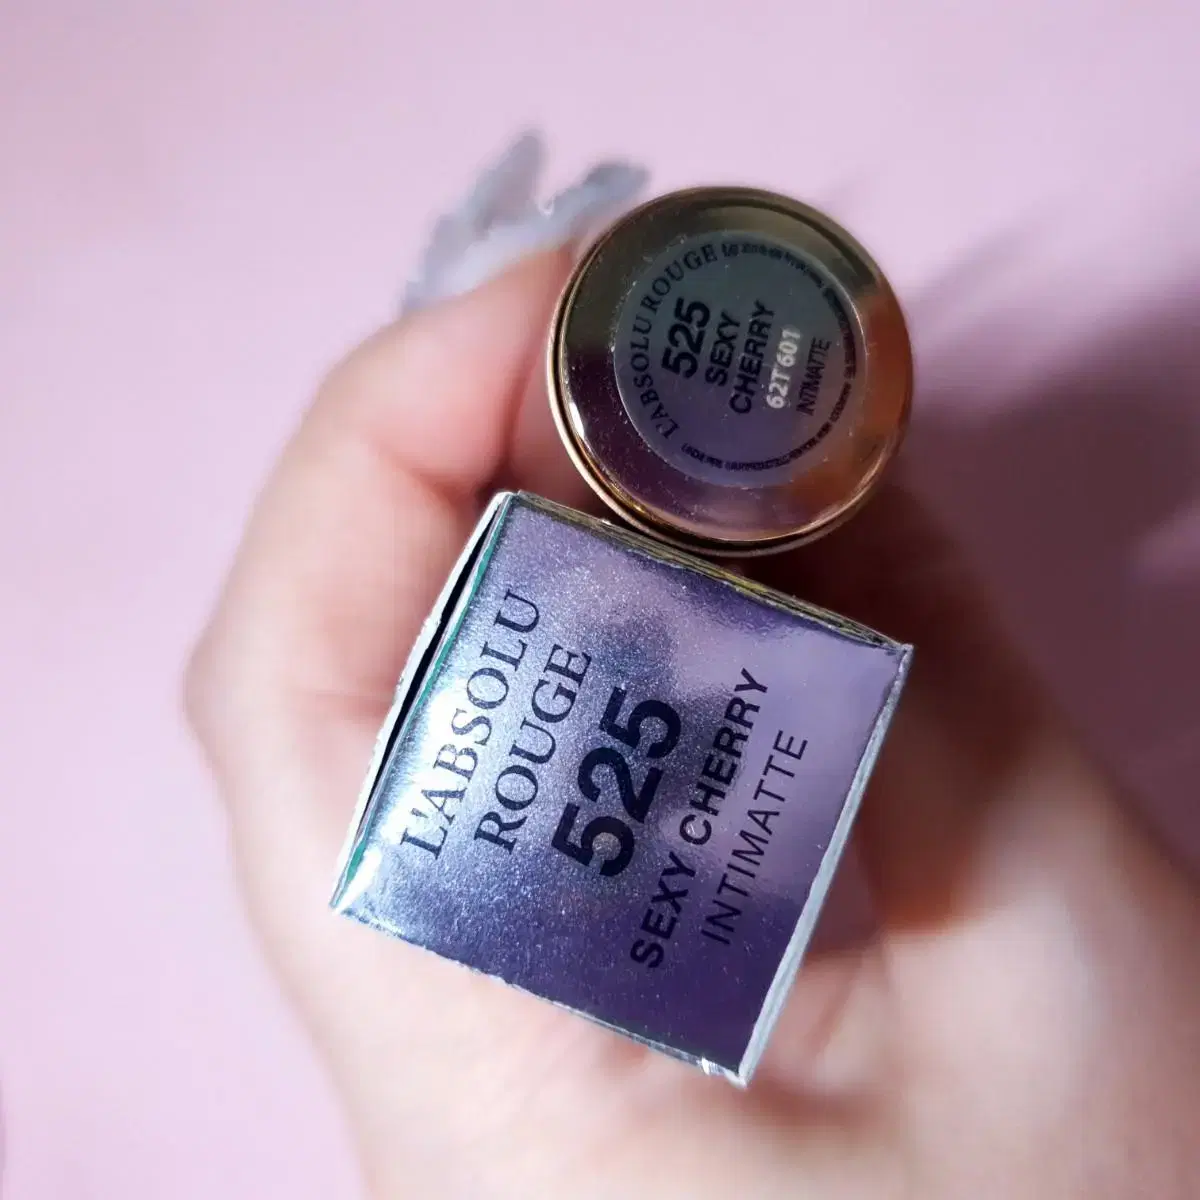 L'ABSOLU ROUGE
525
SEXY
CHERRY
62T601
INTIMATTE
L'ABSOLU
ROUGE
525
SEXY CHERRY
INTIMATTE